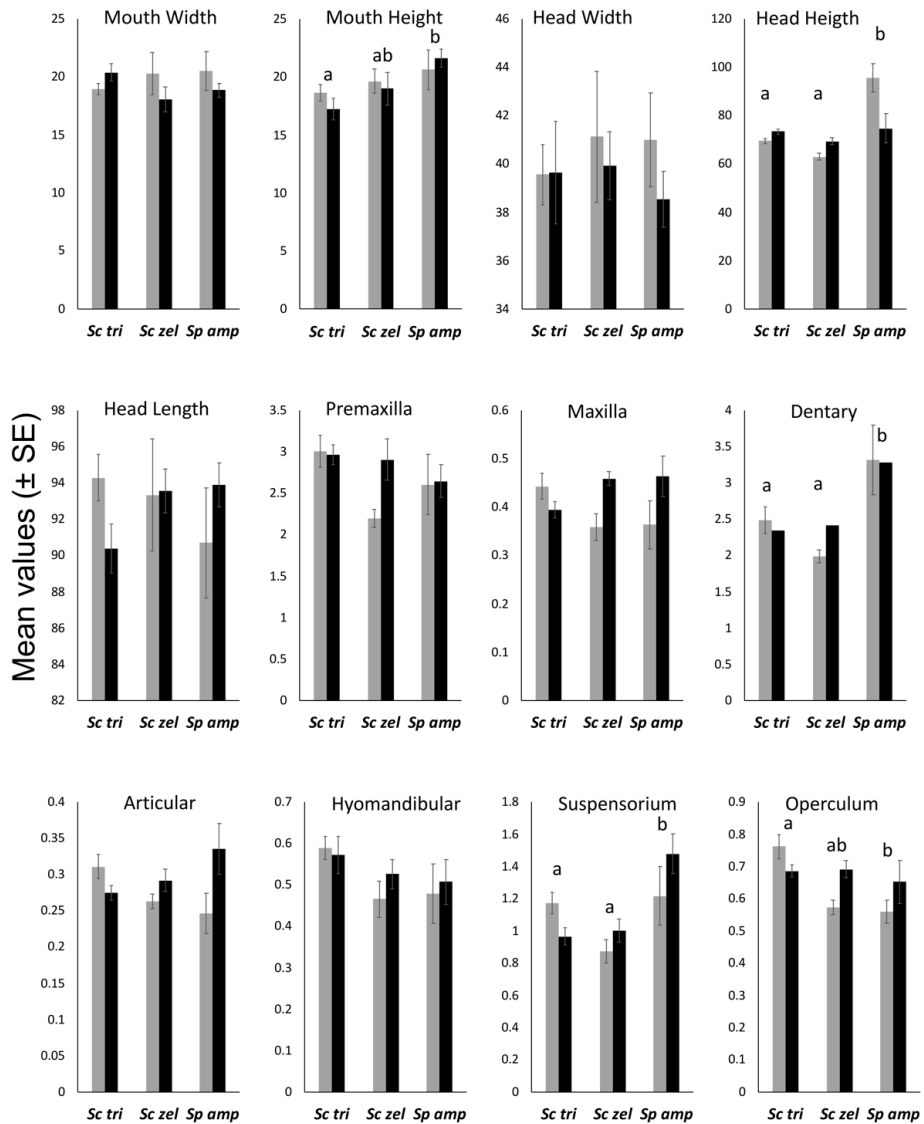 Mouth Width
Mouth Height
Head Width
Head Heigth
25
20
15
10
5
0
25
20
15
10
5
0
46
44
42
40
38
36
34
120
100
80
60
40
20
0
a
ab
b
a
a
b
Sc tri Sc zel Sp amp
Sc tri Sc zel Sp amp
Sc tri Sc zel Sp amp
Sc tri Sc zel Sp amp
Mean values (± SE)
Head Length
Premaxilla
Maxilla
Dentary
98
96
94
92
90
88
86
84
82
3.5
3
2.5
2
1.5
1
0.5
0
0.6
0.5
0.4
0.3
0.2
0.1
0
4
3.5
3
2.5
2
1.5
1
0.5
0
a
a
b
Sc tri Sc zel Sp amp
Sc tri Sc zel Sp amp
Sc tri Sc zel Sp amp
Sc tri Sc zel Sp amp
Articular
Hyomandibular
Suspensorium
Operculum
0.4
0.35
0.3
0.25
0.2
0.15
0.1
0.05
0
0.7
0.6
0.5
0.4
0.3
0.2
0.1
0
1.8
1.6
1.4
1.2
1
0.8
0.6
0.4
0.2
0
0.9
0.8
0.7
0.6
0.5
0.4
0.3
0.2
0.1
0
a
a
b
a
ab
b
Sc tri Sc zel Sp amp
Sc tri Sc zel Sp amp
Sc tri Sc zel Sp amp
Sc tri Sc zel Sp amp